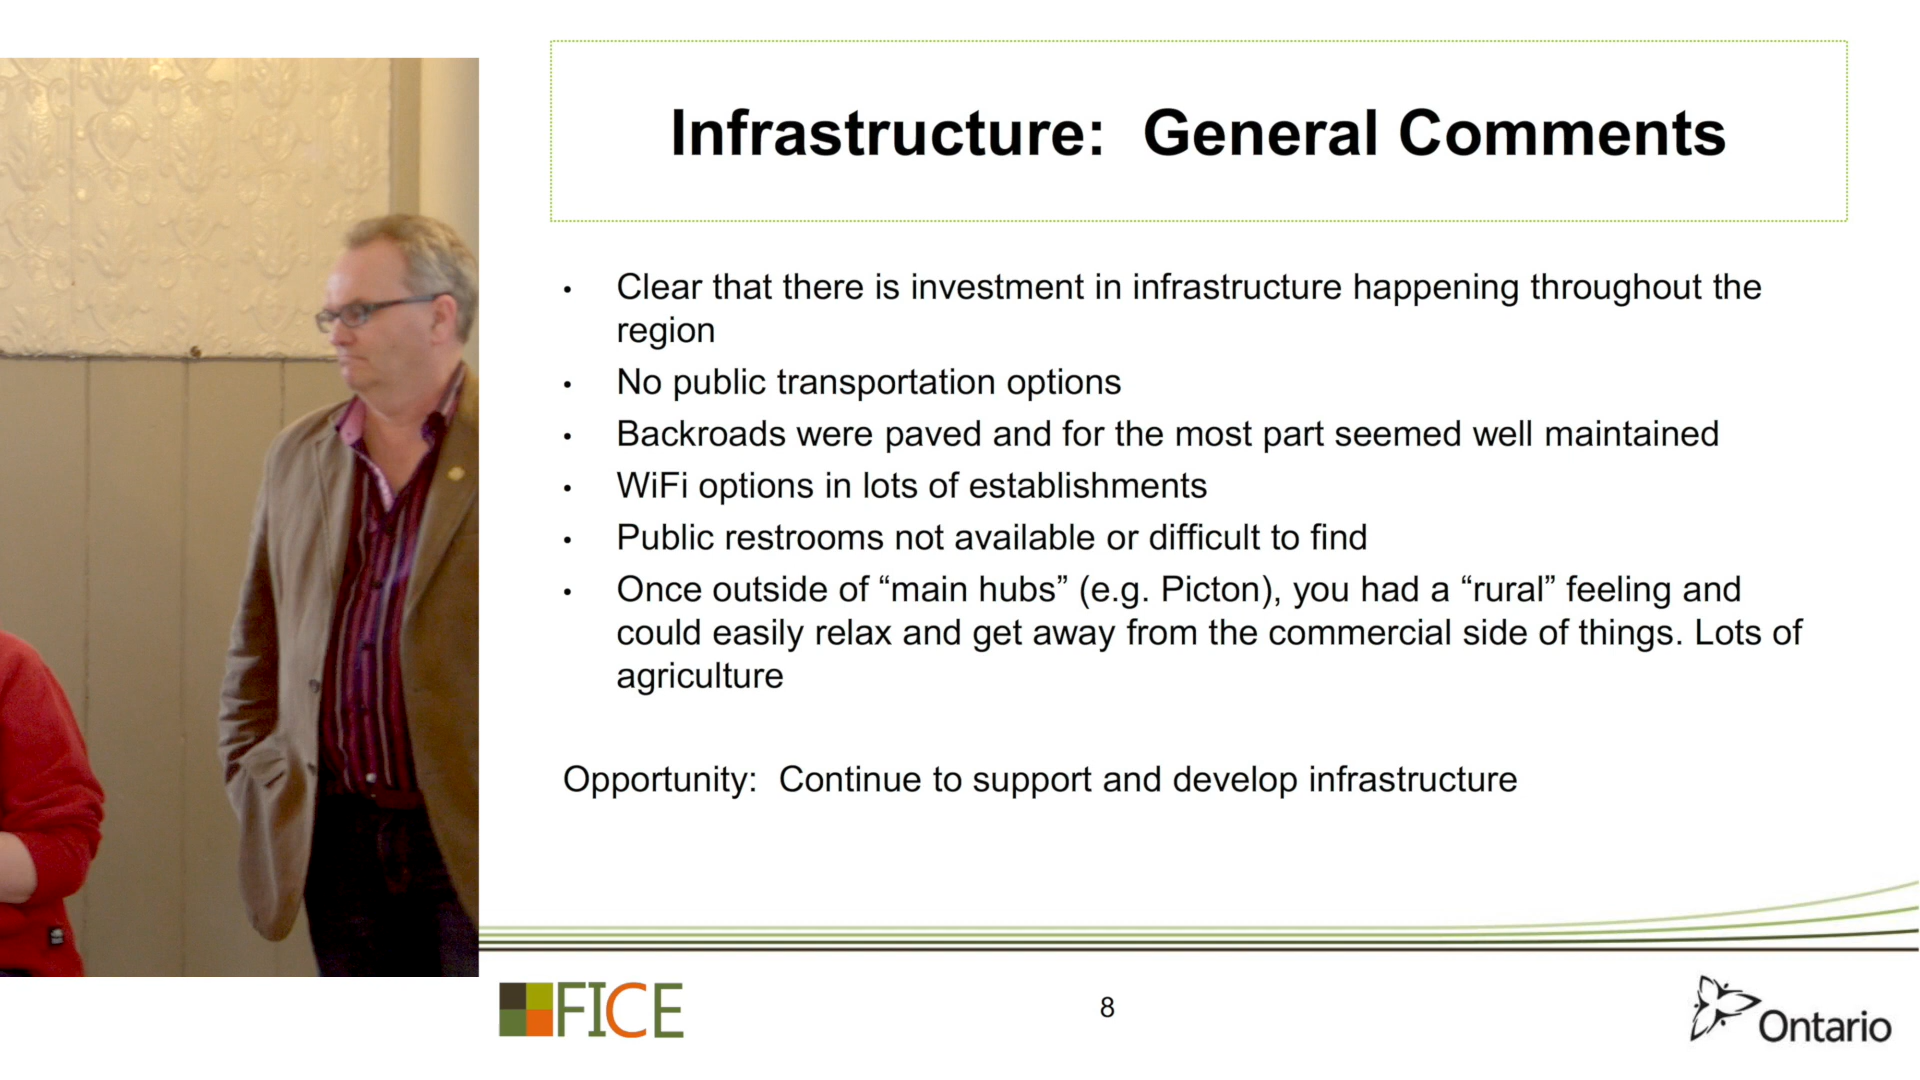 Infrastructure:  General Comments
• Clear that there is investment in infrastructure happening throughout the
region
• No public transportation options
• Backroads were paved and for the most part seemed well maintained
• WiFi options in lots of establishments
• Public restrooms not available or difficult to find
• Once outside of “main hubs” (e.g. Picton), you had a “rural” feeling and
could easily relax and get away from the commercial side of things. Lots of
agriculture
Opportunity:  Continue to support and develop infrastructure
FICE
8
Ontario